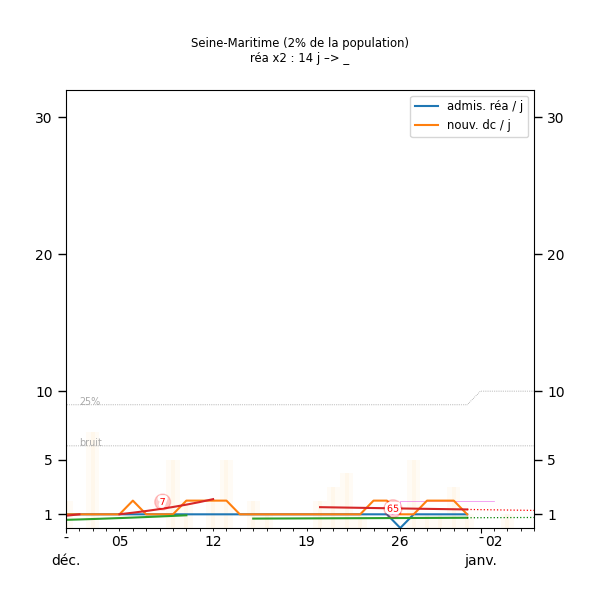 Seine-Maritime (2% de la population)
réa x2 : 14 j –> _
admis. réa / j
nouv. dc / j
30
30
20
20
10
10
25%
bruit
5
5
7
65
1
1
-
05
12
19
26
-
02
déc.
janv.